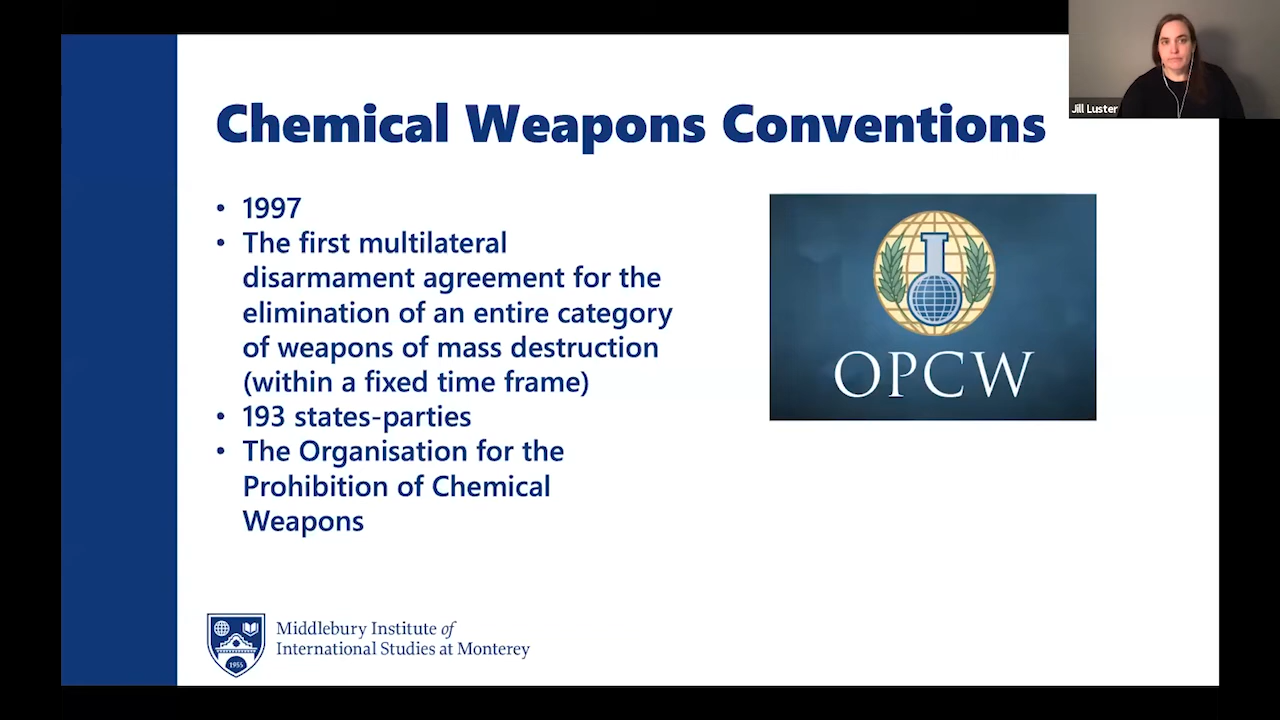 Jill Luster
Chemical Weapons Conventions
• 1997
• The first multilateral
disarmament agreement for the
elimination of an entire category
of weapons of mass destruction
(within a fixed time frame)
• 193 states-parties
• The Organisation for the
Prohibition of Chemical
Weapons
OPCW
1955
Middlebury Institute of
International Studies at Monterey